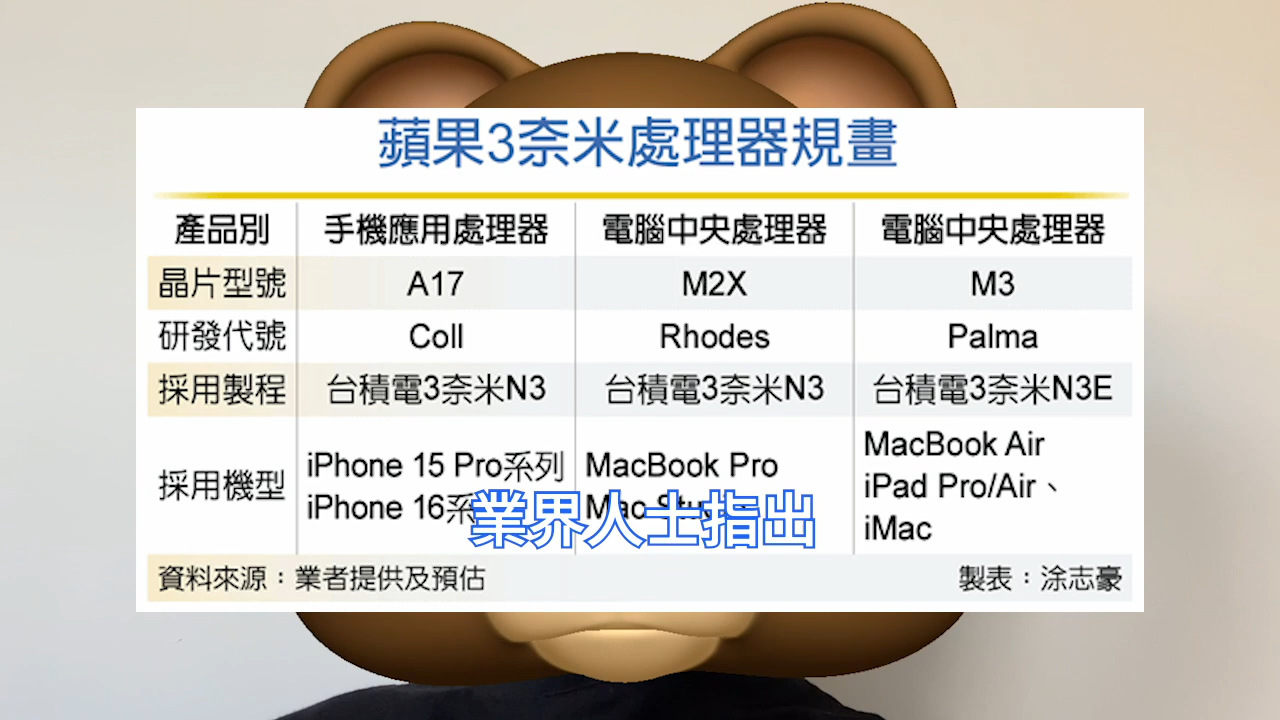 蘋果3奈米處理器規畫
產品別 手機應用處理器 電腦中央處理器 電腦中央處理器
晶片型號 A17 M2X M3
研發代號 Coll Rhodes Palma
採用製程 台積電3奈米N3 台積電3奈米N3 台積電3奈米N3E
採用機型 iPhone 15 Pro系列 MacBook Pro MacBook Air
iPhone 16系 Mac iPad Pro/Air、
iMac
業界人士指出
資料來源：業者提供及預估 製表：涂志豪